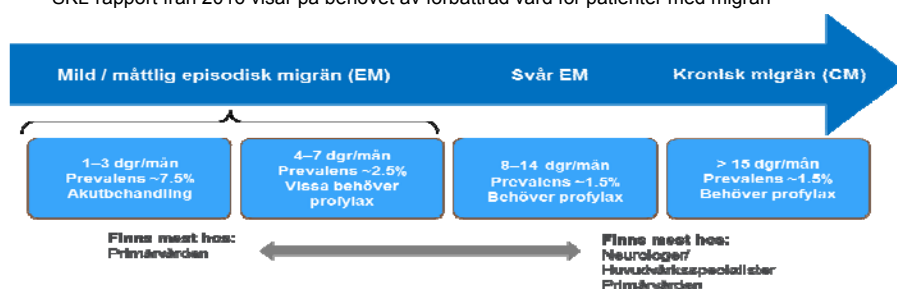 SKL rapport från 2016 visar på behovet av förbättrad vård för patienter med migrän
Mild / måttlig episodisk migrän (EM)
Svår EM
Kronisk migrän (CM)
1–3 dgr/mån
Prevalens ~7.5%
Akutbehandling
4–7 dgr/mån
Prevalens ~2.5%
Vissa behöver
profylax
8–14 dgr/mån
Prevalens ~1.5%
Behöver profylax
> 15 dgr/mån
Prevalens ~1.5%
Behöver profylax
Finns mest hos:
Primärvården
Finns mest hos:
Neurologer/
Huvudvärksspecialister
Primärvården